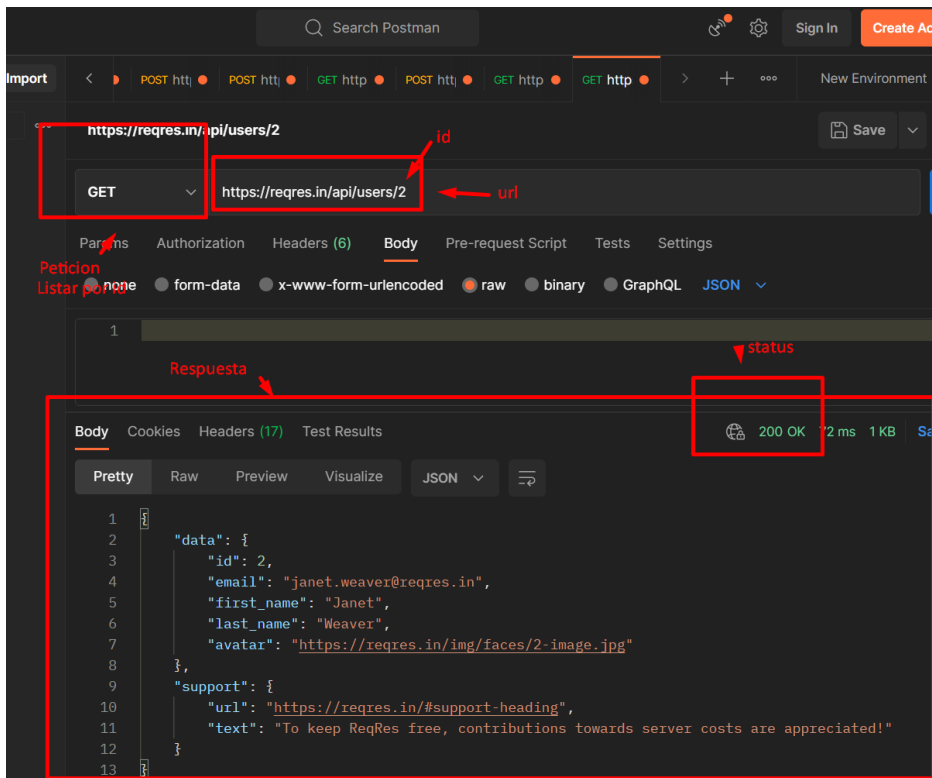 Search Postman
Sign In
Create Ac
Import
POST htt
POST htt
GET http
POST htt
GET http
GET http
New Environment
https://reqres.in/api/users/2
Save
id
GET
https://reqres.in/api/users/2
url
Params Authorization Headers (6) Body Pre-request Script Tests Settings
Peticion
Listar por id
none form-data x-www-form-urlencoded raw binary GraphQL JSON
1
status
Respuesta
Body Cookies Headers (17) Test Results
200 OK 72 ms 1 KB Sa
Pretty Raw Preview Visualize JSON
1 {
2 "data": {
3 "id": 2,
4 "email": "janet.weaver@reqres.in",
5 "first_name": "Janet",
6 "last_name": "Weaver",
7 "avatar": "https://reqres.in/img/faces/2-image.jpg"
8 },
9 "support": {
10 "url": "https://reqres.in/#support-heading",
11 "text": "To keep ReqRes free, contributions towards server costs are appreciated!"
12 }
13 }